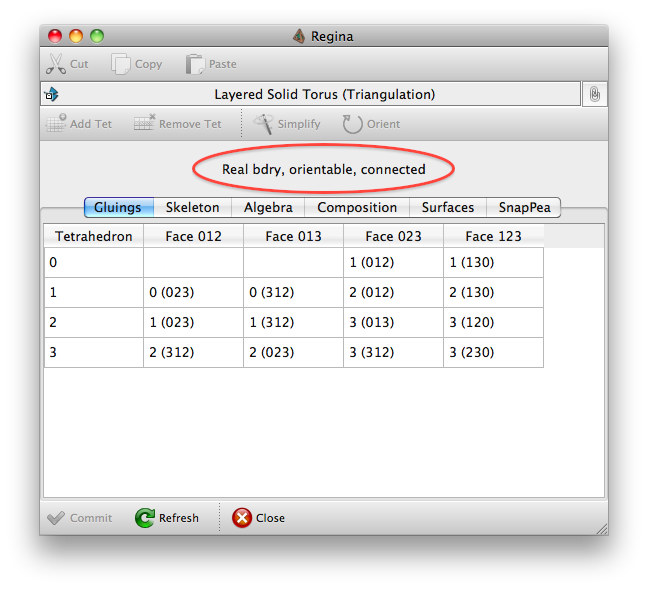 Regina
Cut Copy Paste
Layered Solid Torus (Triangulation)
Add Tet Remove Tet Simplify Orient
Real bdry, orientable, connected
Gluings Skeleton Algebra Composition Surfaces SnapPea
Tetrahedron Face 012 Face 013 Face 023 Face 123
0 1 (012) 1 (130)
1 0 (023) 0 (312) 2 (012) 2 (130)
2 1 (023) 1 (312) 3 (013) 3 (120)
3 2 (312) 2 (023) 3 (312) 3 (230)
Commit Refresh Close